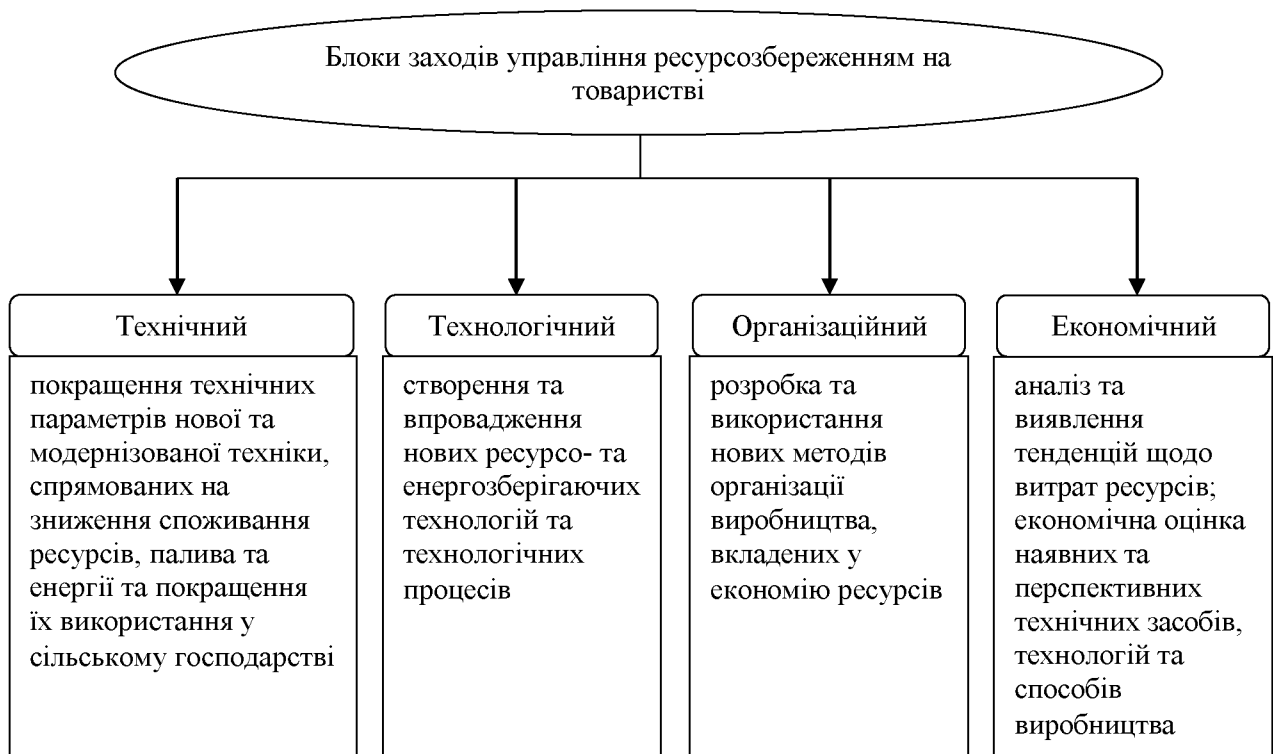 Блоки заходів управління ресурсозбереженням на
товаристві
Технічний
покращення технічних
параметрів нової та
модернізованої техніки,
спрямованих на
зниження споживання
ресурсів, палива та
енергії та покращення
їх використання у
сільському господарстві
Технологічний
створення та
впровадження
нових ресурсо- та
енергозберігаючих
технологій та
технологічних
процесів
Організаційний
розробка та
використання
нових методів
організації
виробництва,
вкладених у
економію ресурсів
Економічний
аналіз та
виявлення
тенденцій щодо
витрат ресурсів;
економічна оцінка
наявних та
перспективних
технічних засобів,
технологій та
способів
виробництва